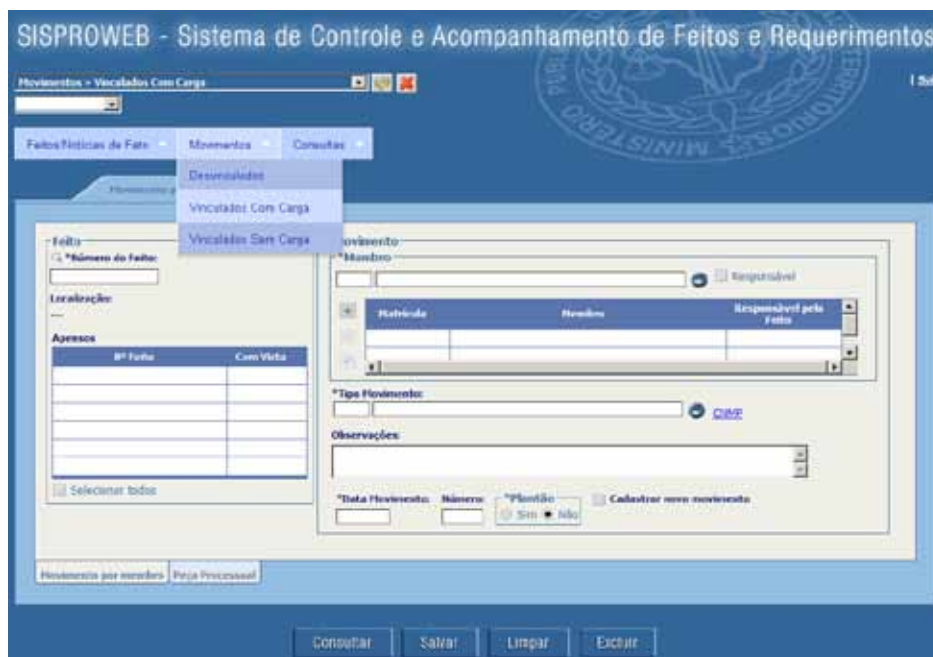 SISPROWEB - Sistema de Controle e Acompanhamento de Feitos e Requerimentos
Movimentos » Vinculados Com Carga
Feitos/Notícias de Fato Movimentos Consultas
Desvinculados
Vinculados Com Carga
Vinculados Sem Carga
Movimento
Feito
*Número do Feito:
Localização:
---
Apensos
Nº Feito Com Vista
Selecionar todos
ovimento
*Membro
Responsável
Matrícula Membro Responsável pelo Feito
*Tipo Movimento:
CNMP
Observações:
*Data Movimento: Número: *Plantão Cadastrar novo movimento
Sim Não
Movimento por membro Peça Processual
Consultar Salvar Limpar Excluir
MINISTÉRIO